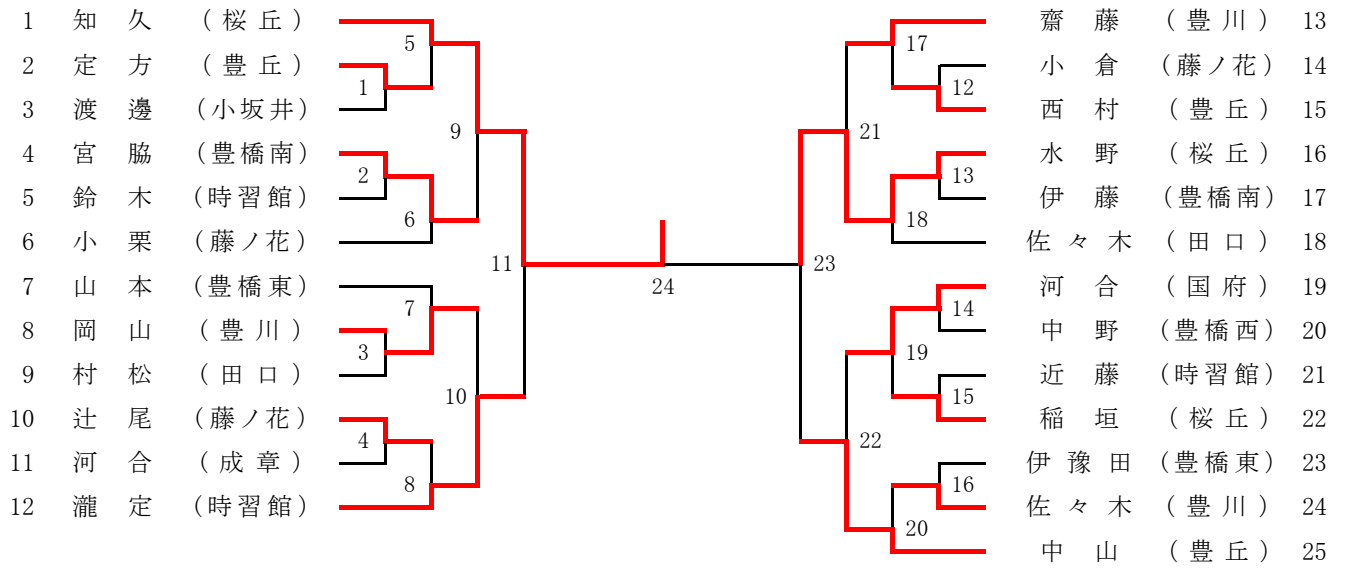 1 知久 (桜丘)
2 定方 (豊丘)
3 渡邊 (小坂井)
4 宮脇 (豊橋南)
5 鈴木 (時習館)
6 小栗 (藤ノ花)
7 山本 (豊橋東)
8 岡山 (豊川)
9 村松 (田口)
10 辻尾 (藤ノ花)
11 河合 (成章)
12 瀧定 (時習館)
5
1
9
2
6
11
7
3
10
4
8
24
17
12
21
13
18
23
14
19
15
22
16
20
齋藤 (豊川) 13
小倉 (藤ノ花) 14
西村 (豊丘) 15
水野 (桜丘) 16
伊藤 (豊橋南) 17
佐々木 (田口) 18
河合 (国府) 19
中野 (豊橋西) 20
近藤 (時習館) 21
稲垣 (桜丘) 22
伊豫田 (豊橋東) 23
佐々木 (豊川) 24
中山 (豊丘) 25